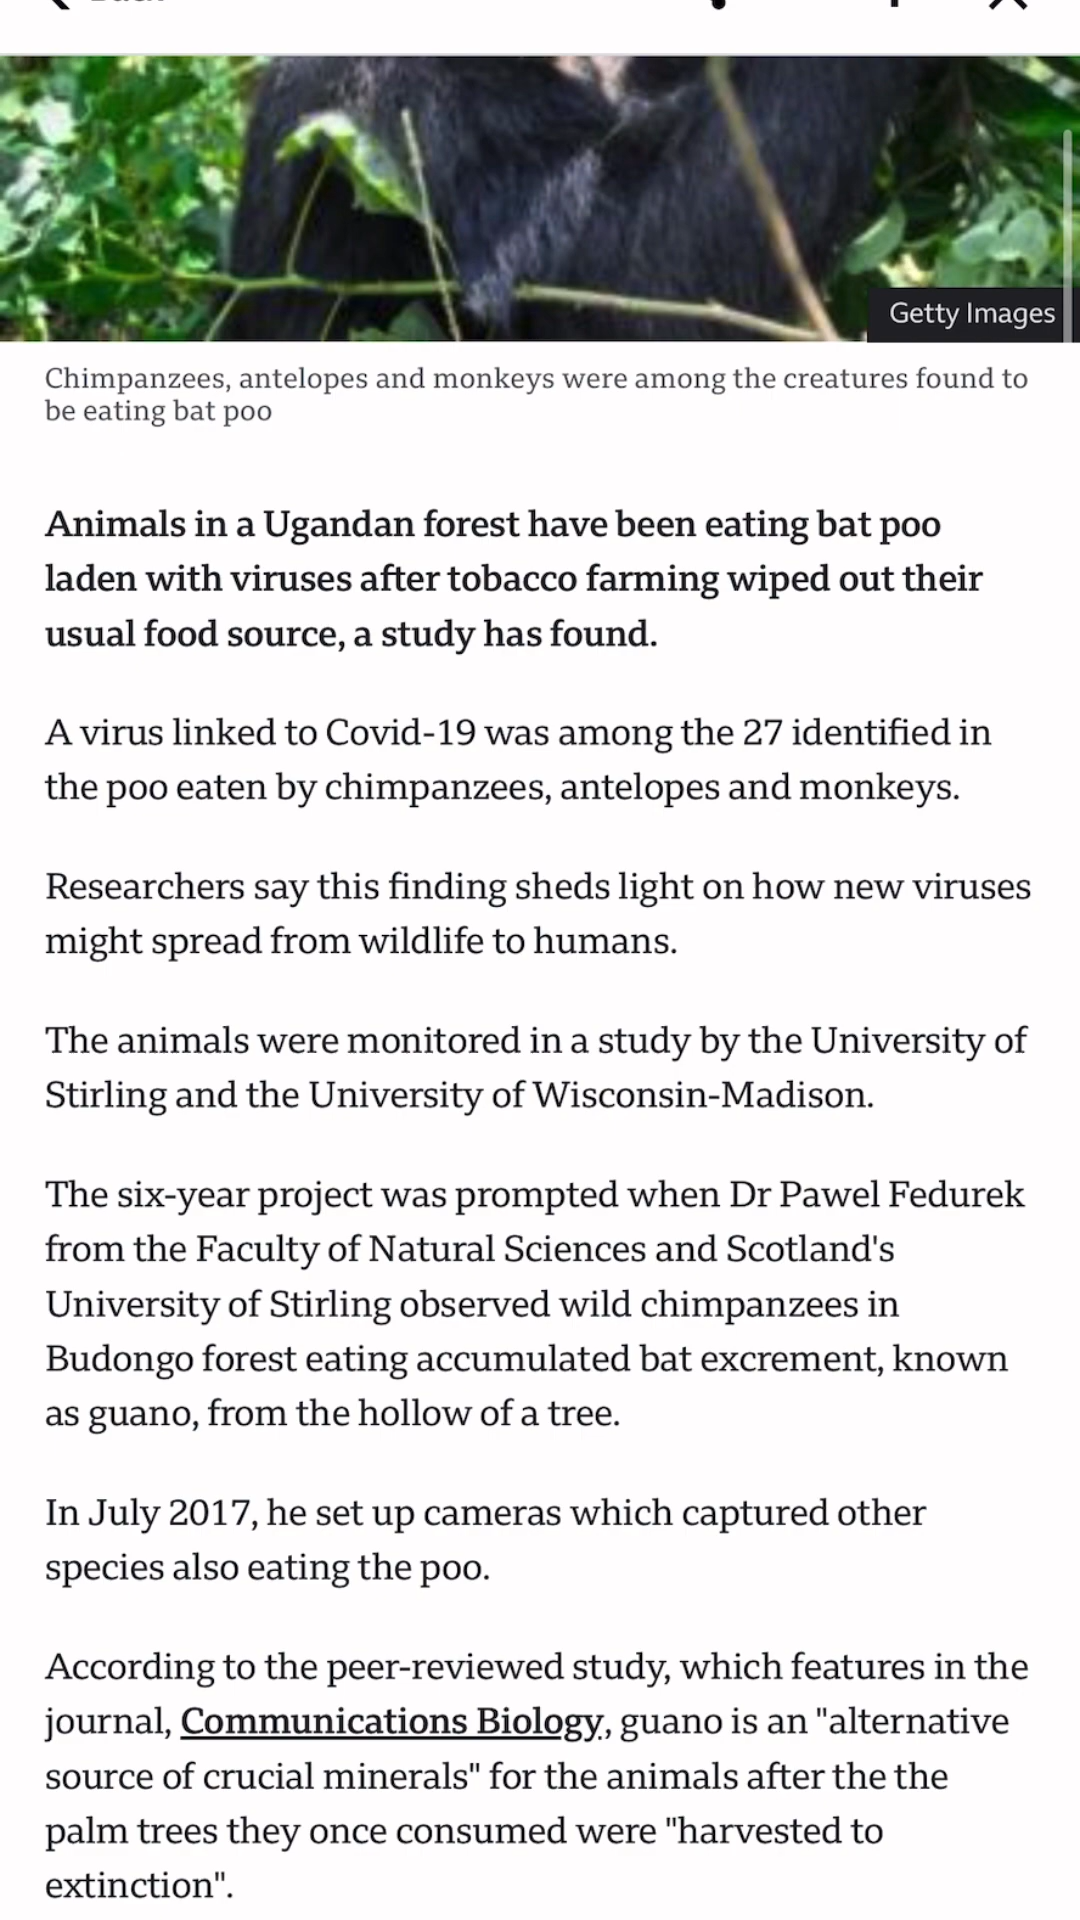 Getty Images
Chimpanzees, antelopes and monkeys were among the creatures found to
be eating bat poo
Animals in a Ugandan forest have been eating bat poo
laden with viruses after tobacco farming wiped out their
usual food source, a study has found.
A virus linked to Covid-19 was among the 27 identified in
the poo eaten by chimpanzees, antelopes and monkeys.
Researchers say this finding sheds light on how new viruses
might spread from wildlife to humans.
The animals were monitored in a study by the University of
Stirling and the University of Wisconsin-Madison.
The six-year project was prompted when Dr Pawel Fedurek
from the Faculty of Natural Sciences and Scotland's
University of Stirling observed wild chimpanzees in
Budongo forest eating accumulated bat excrement, known
as guano, from the hollow of a tree.
In July 2017, he set up cameras which captured other
species also eating the poo.
According to the peer-reviewed study, which features in the
journal, Communications Biology, guano is an "alternative
source of crucial minerals" for the animals after the the
palm trees they once consumed were "harvested to
extinction".